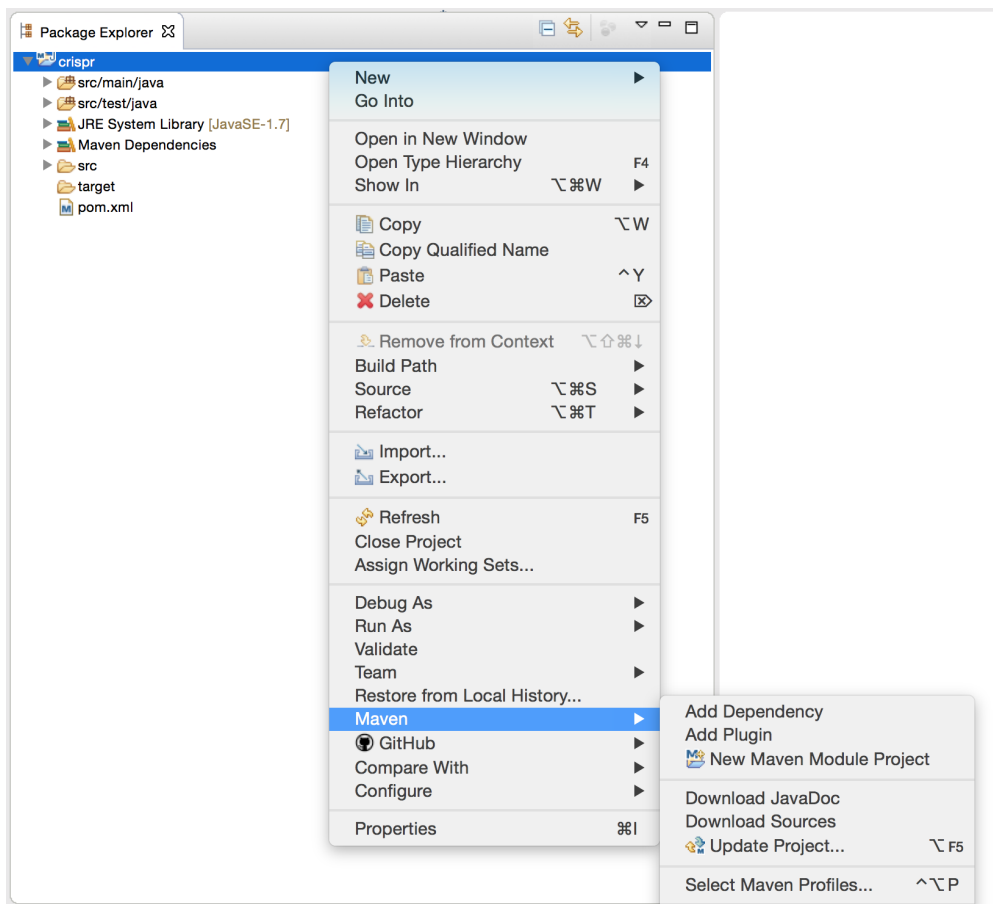 Package Explorer
crispr
src/main/java
src/test/java
JRE System Library [JavaSE-1.7]
Maven Dependencies
src
target
pom.xml
New
Go Into
Open in New Window
Open Type Hierarchy F4
Show In ⌥⌘W
Copy ⌥W
Copy Qualified Name
Paste ^Y
Delete ⌦
Remove from Context ⌥⇧⌘↓
Build Path
Source ⌥⌘S
Refactor ⌥⌘T
Import...
Export...
Refresh F5
Close Project
Assign Working Sets...
Debug As
Run As
Validate
Team
Restore from Local History...
Maven
GitHub
Compare With
Configure
Properties ⌘I
Add Dependency
Add Plugin
New Maven Module Project
Download JavaDoc
Download Sources
Update Project... ⌥F5
Select Maven Profiles... ^⌥P